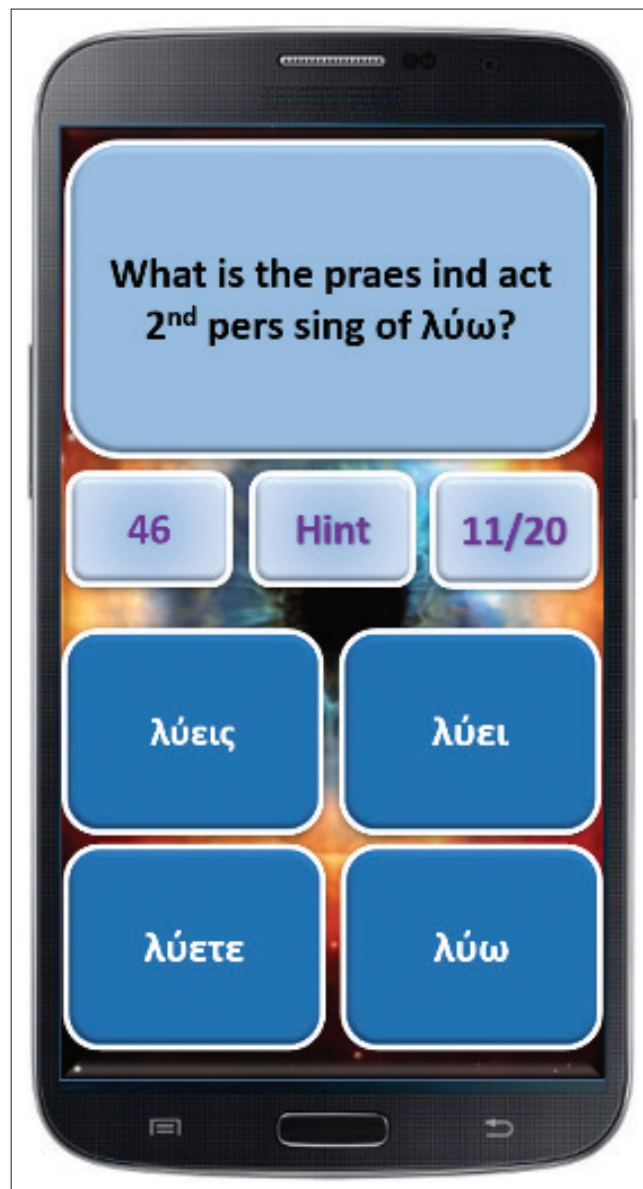 What is the praes ind act
2nd pers sing of λύω?
46
Hint
11/20
λύεις
λύει
λύετε
λύω